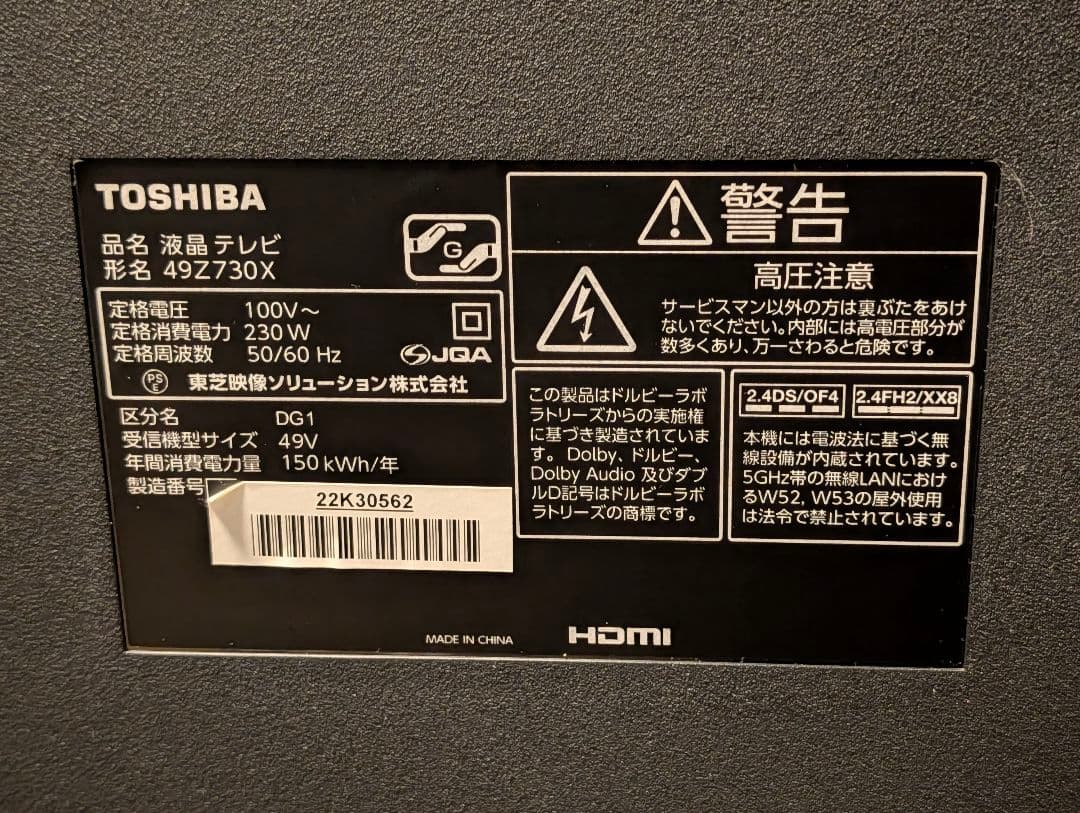 TOSHIBA
品名 液晶テレビ
形名 49Z730X
G
定格電圧 100V～
定格消費電力 230W
定格周波数 50/60 Hz
JQA
PS
E
東芝映像ソリューション株式会社
区分名 DG1
受信機型サイズ 49V
年間消費電力量 150kWh/年
製造番号
22K30562
MADE IN CHINA
HDMI
警告
高圧注意
サービスマン以外の方は裏ぶたをあけ
ないでください。内部には高電圧部分が
数多くあり、万一さわると危険です。
この製品はドルビーラボ
ラトリーズからの実施権
に基づき製造されていま
す。Dolby、ドルビー、
Dolby Audio 及びダブ
ルD記号はドルビーラボ
ラトリーズの商標です。
2.4DS/OF4 2.4FH2/XX8
本機には電波法に基づく無
線設備が内蔵されています。
5GHz帯の無線LANにおけ
るW52, W53の屋外使用
は法令で禁止されています。